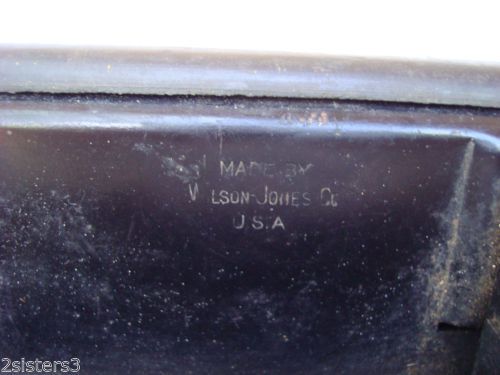 MADE BY
WILSON-JONES Co
U.S.A
2sisters3